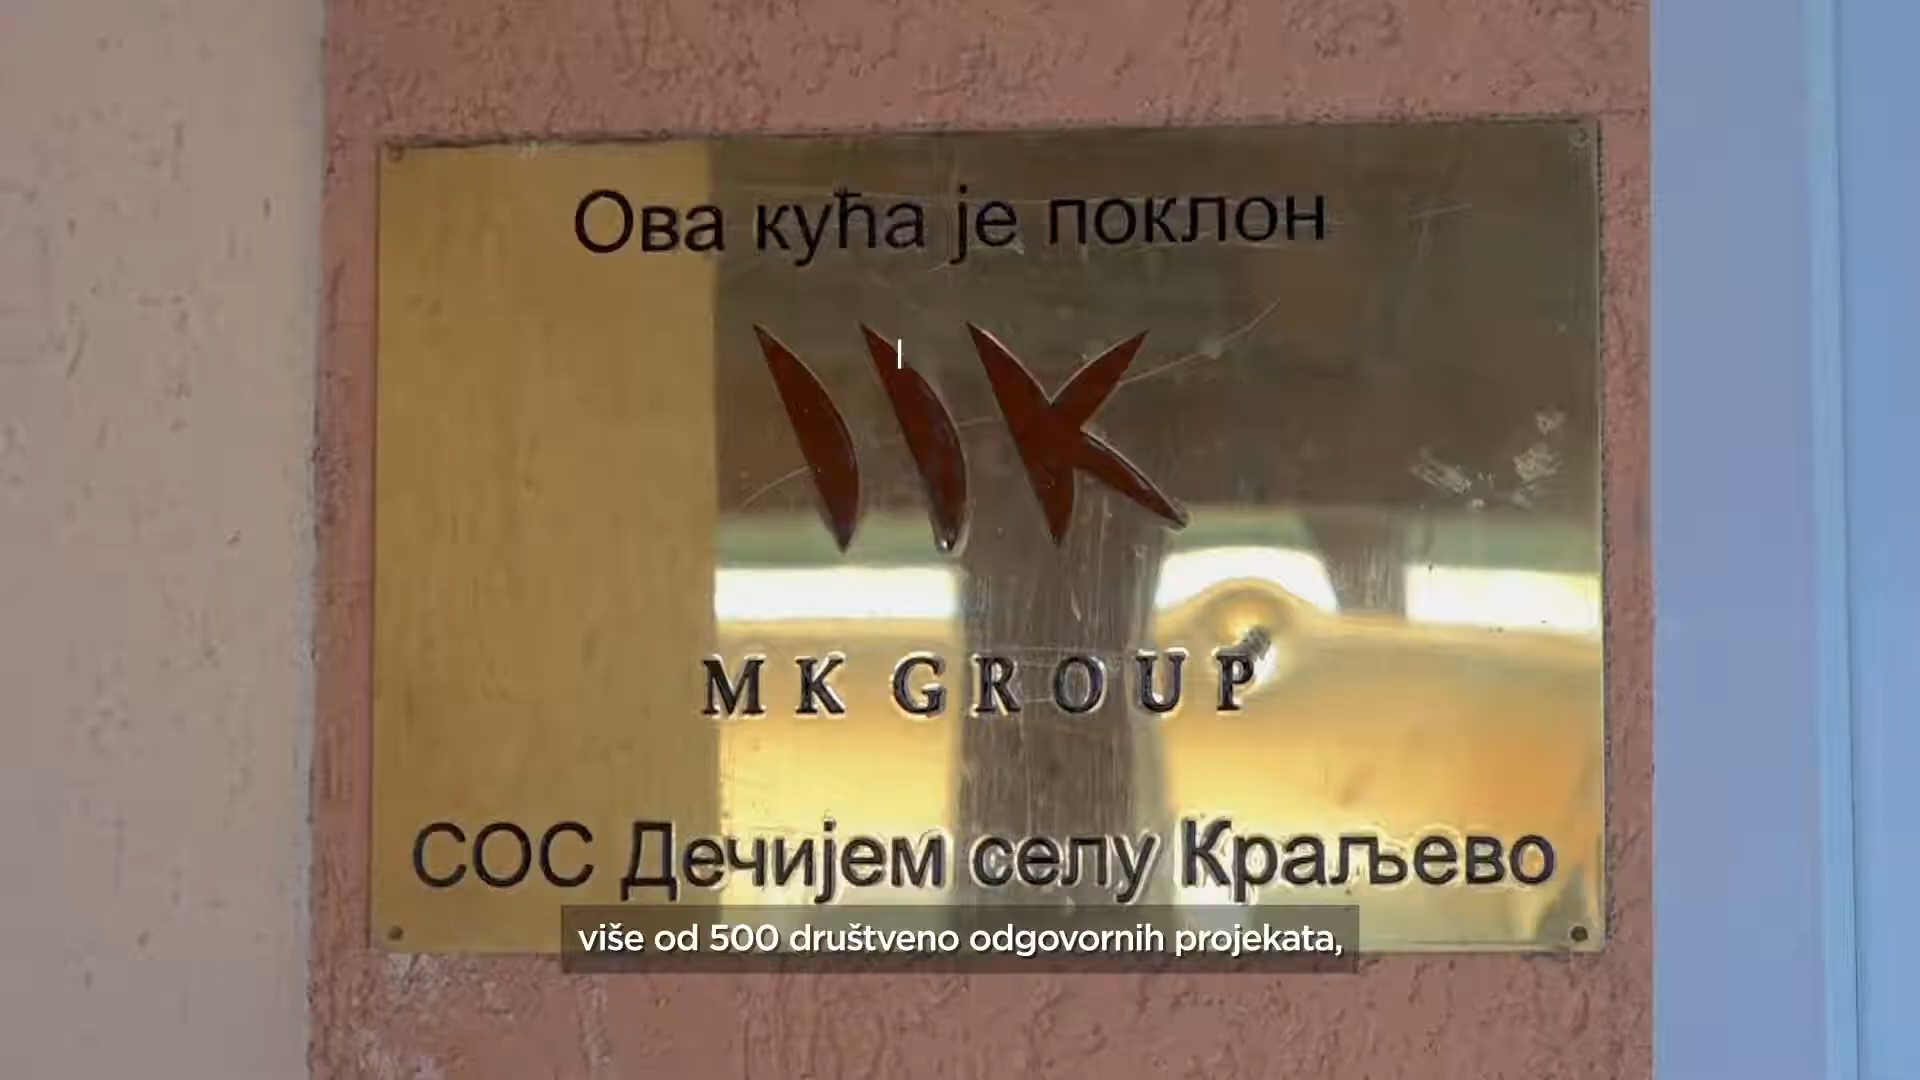 Ова кућа је поклон
MK GROUP
СОС Дечијем селу Краљево
više od 500 društveno odgovornih projekata,